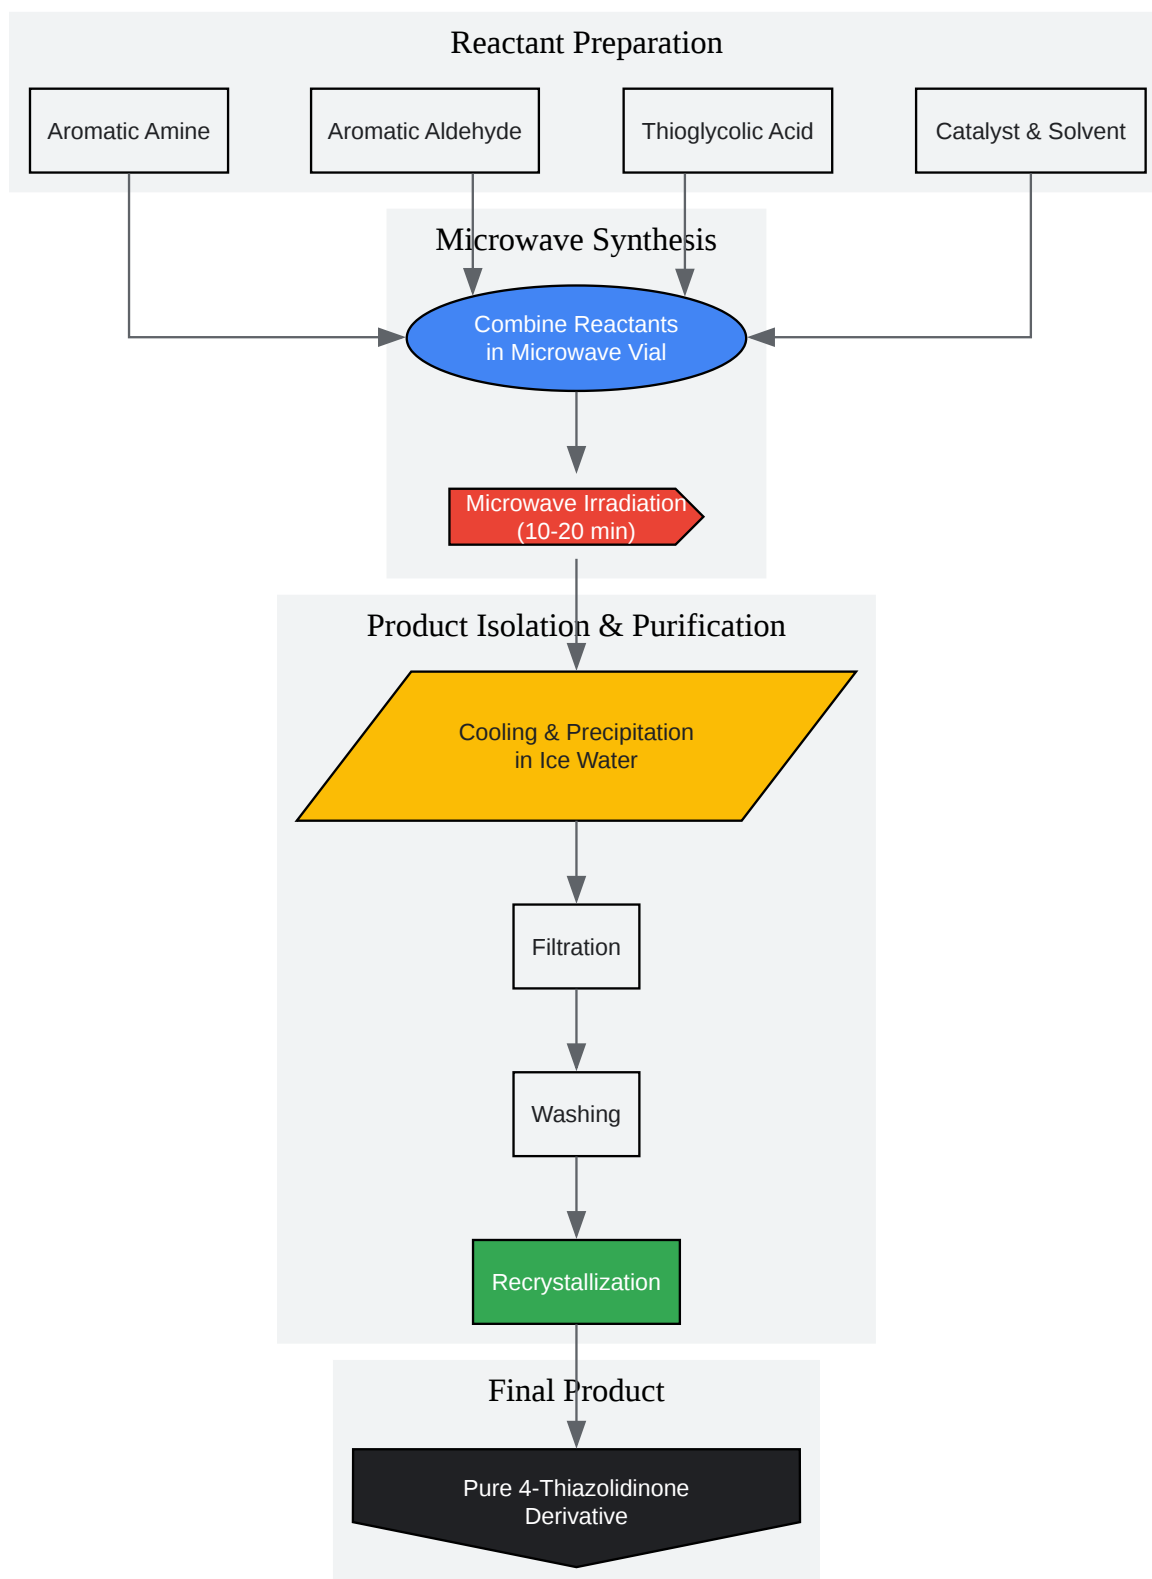 Reactant Preparation
Aromatic Amine
Aromatic Aldehyde
Thioglycolic Acid
Catalyst & Solvent
Microwave Synthesis
Combine Reactants
in Microwave Vial
Microwave Irradiation
(10-20 min)
Product Isolation & Purification
Cooling & Precipitation
in Ice Water
Filtration
Washing
Recrystallization
Final Product
Pure 4-Thiazolidinone
Derivative